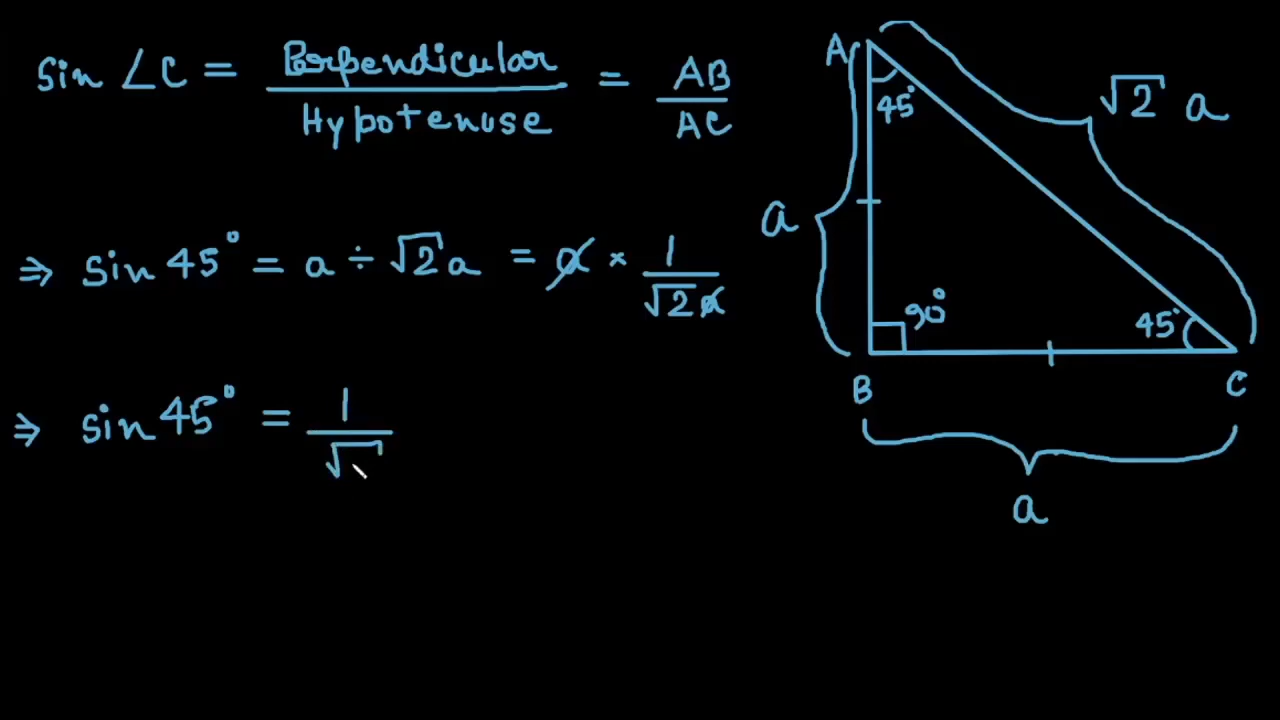 sin ∠C = Perpendicular / Hypotenuse = AB / AC
⇒ sin 45° = a ÷ √2 a = a × 1 / √2 a
⇒ sin 45° = 1 / √
A
45°
√2 a
a
90°
45°
B
C
a